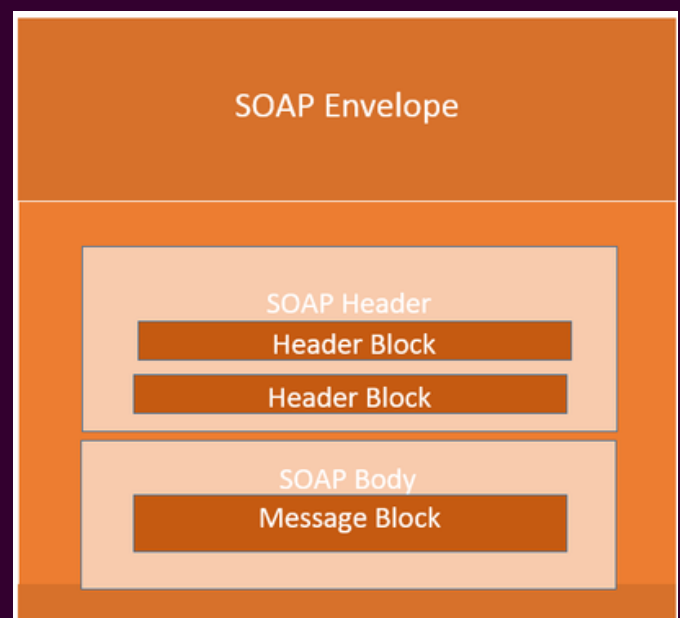 SOAP Envelope
SOAP Header
Header Block
Header Block
SOAP Body
Message Block